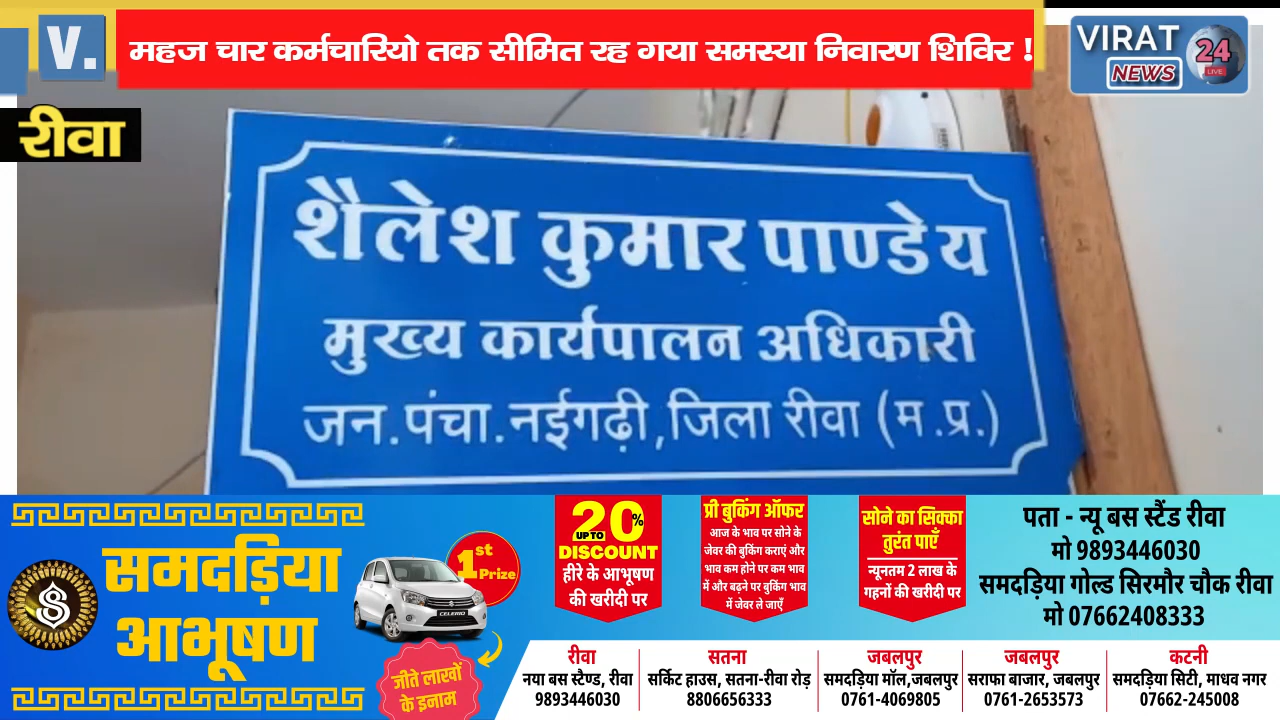 V.
महज चार कर्मचारियो तक सीमित रह गया समस्या निवारण शिविर !
VIRAT
NEWS
24
LIVE
रीवा
शैलेश कुमार पाण्डेय
मुख्य कार्यपालन अधिकारी
जन.पंचा.नईगढ़ी,जिला रीवा (म.प्र.)
समदड़िया
आभूषण
1st
Prize
CELERIO
जीते लाखों
के इनाम
20%
UP TO
DISCOUNT
हीरे के आभूषण
की खरीदी पर
प्री बुकिंग ऑफर
आज के भाव पर सोने के
जेवर की बुकिंग कराएं और
भाव कम होने पर कम भाव
में और बढ़ने पर बुकिंग भाव
में जेवर ले जाएँ
सोने का सिक्का
तुरंत पाएँ
न्यूनतम 2 लाख के
गहनों की खरीदी पर
पता - न्यू बस स्टैंड रीवा
मो 9893446030
समदड़िया गोल्ड सिरमौर चौक रीवा
मो 07662408333
रीवा
नया बस स्टैण्ड, रीवा
9893446030
सतना
सर्किट हाउस, सतना-रीवा रोड़
8806656333
जबलपुर
समदड़िया मॉल,जबलपुर
0761-4069805
जबलपुर
सराफा बाजार, जबलपुर
0761-2653573
कटनी
समदड़िया सिटी, माधव नगर
07662-245008